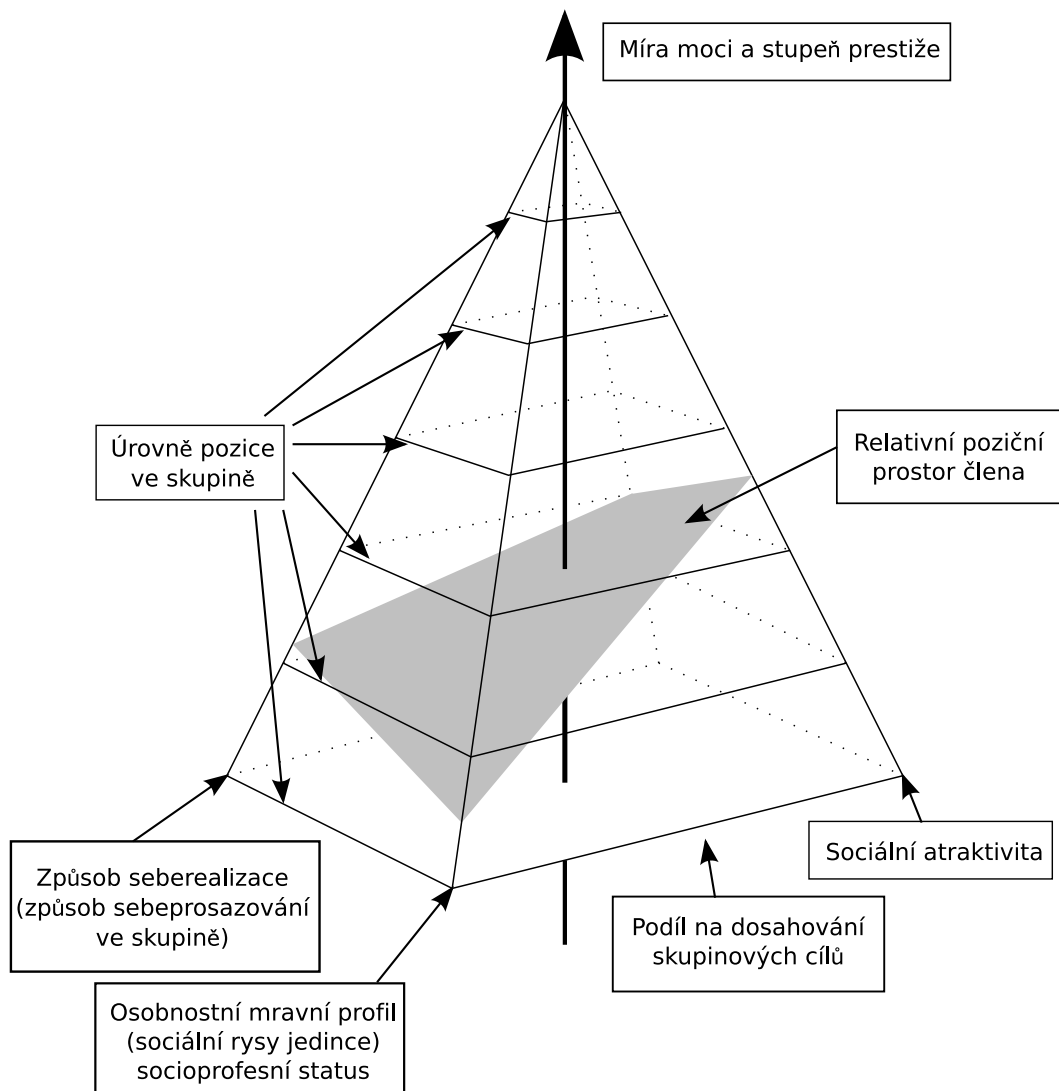 Míra moci a stupeň prestiže
Úrovně pozice
ve skupině
Relativní poziční
prostor člena
Sociální atraktivita
Způsob seberealizace
(způsob sebeprosazování
ve skupině)
Podíl na dosahování
skupinových cílů
Osobnostní mravní profil
(sociální rysy jedince)
socioprofesní status